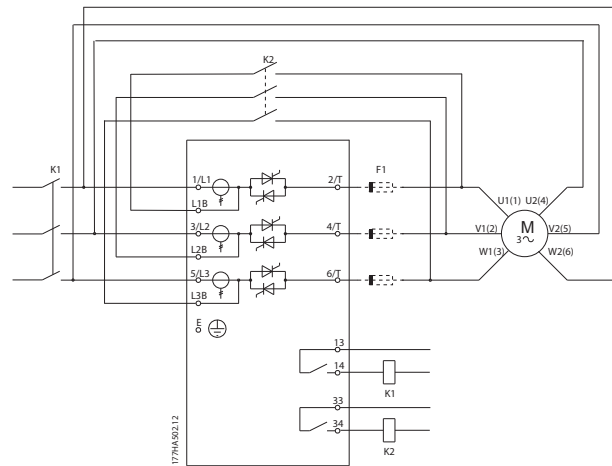 K2
K1
F1
1/L1
2/T
L1B
U1(1) U2(4)
3/L2
4/T
V1(2)
M
3
V2(5)
L2B
W1(3)
W2(6)
5/L3
6/T
L3B
E
13
14
K1
33
34
K2
177HA502.12